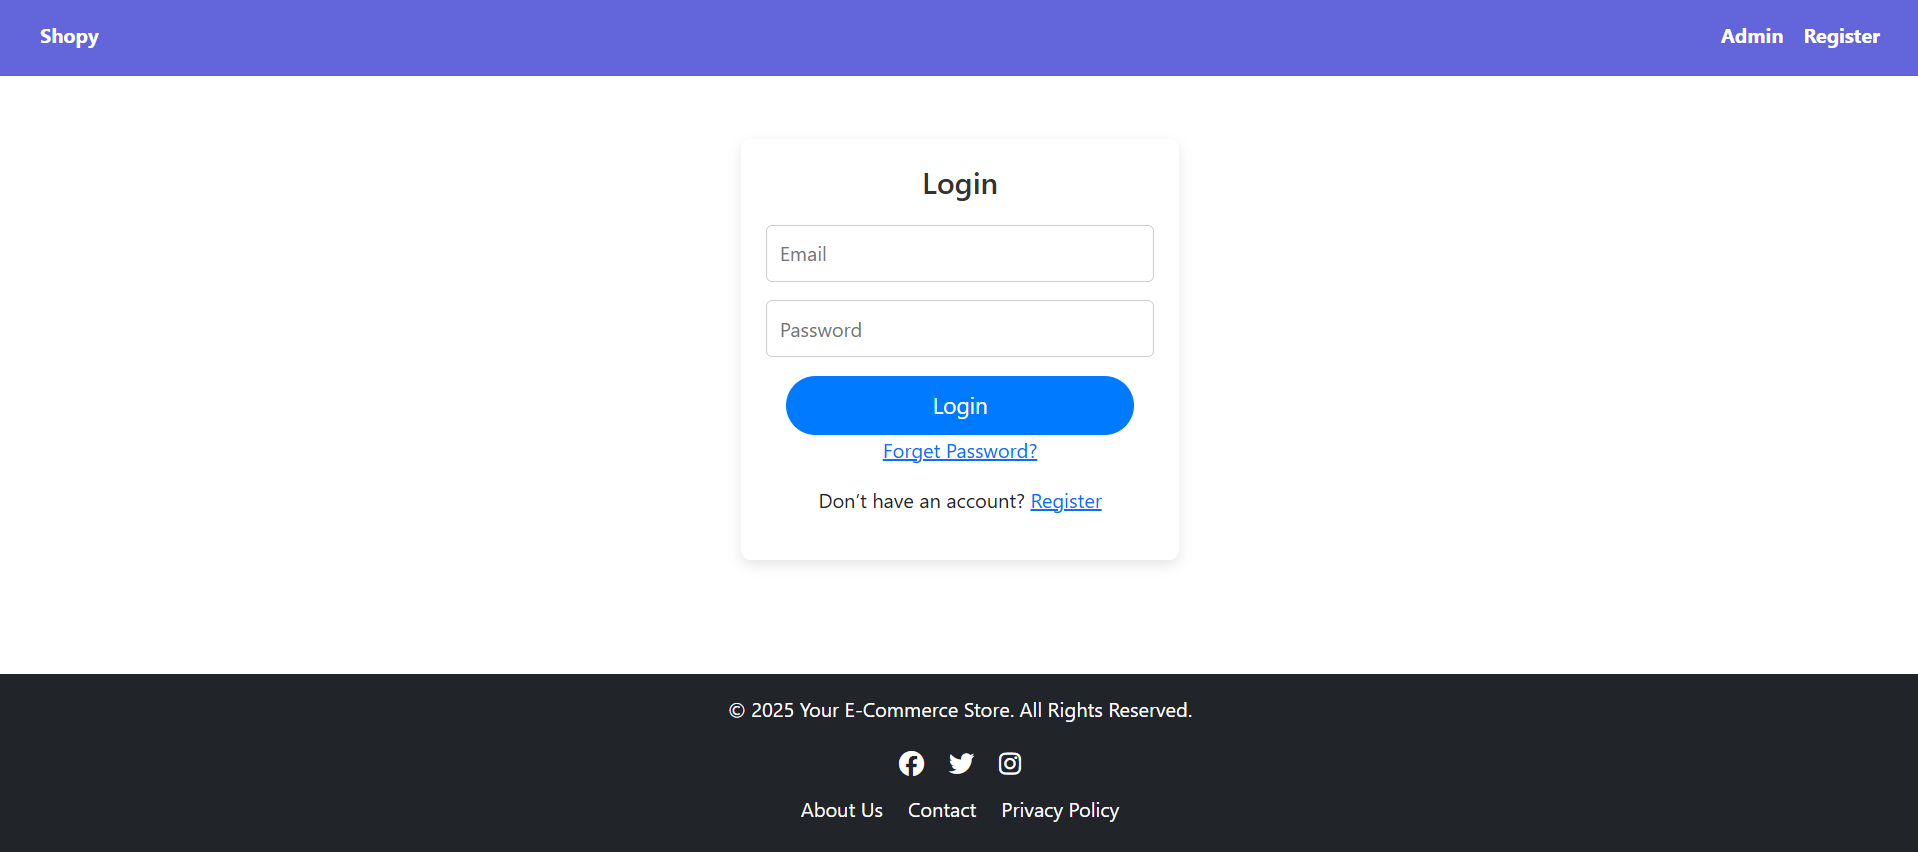 Shopy Admin Register
Login
Email
Password
Login
Forget Password?
Don’t have an account? Register
© 2025 Your E-Commerce Store. All Rights Reserved.
About Us Contact Privacy Policy